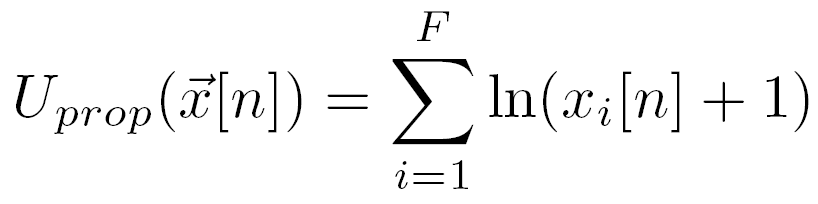 $U_{prop}(\vec{x}[n]) = \sum_{i=1}^{F} \ln(x_i[n] + 1)$